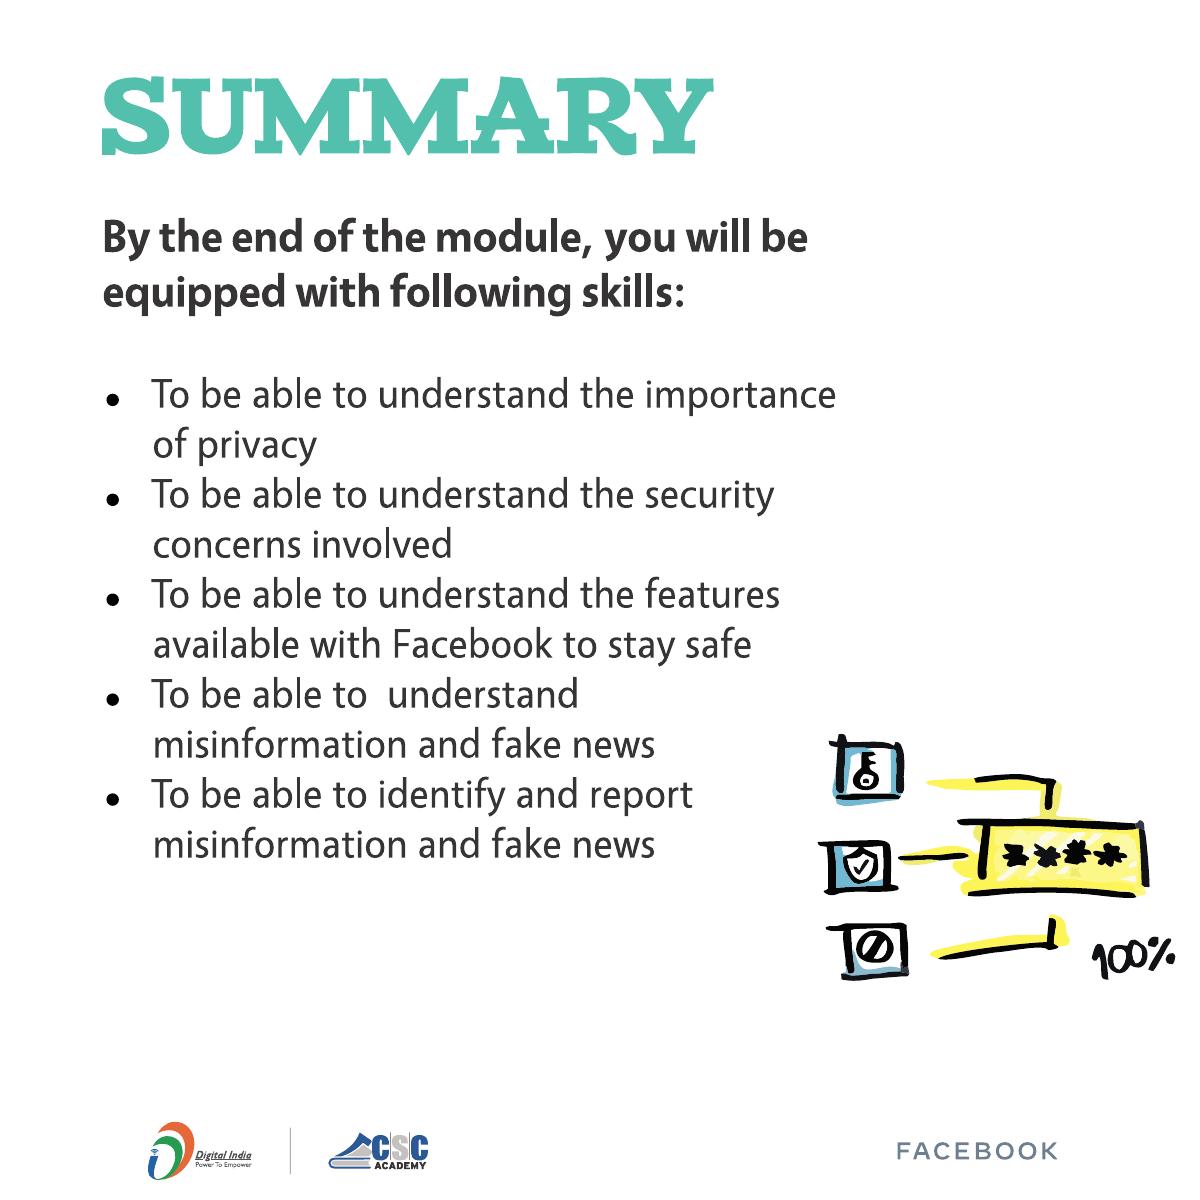 SUMMARY
By the end of the module, you will be
equipped with following skills:
• To be able to understand the importance
of privacy
• To be able to understand the security
concerns involved
• To be able to understand the features
available with Facebook to stay safe
• To be able to  understand
misinformation and fake news
• To be able to identify and report
misinformation and fake news
****
100%
Digital India
Power To Empower
CSC
ACADEMY
FACEBOOK